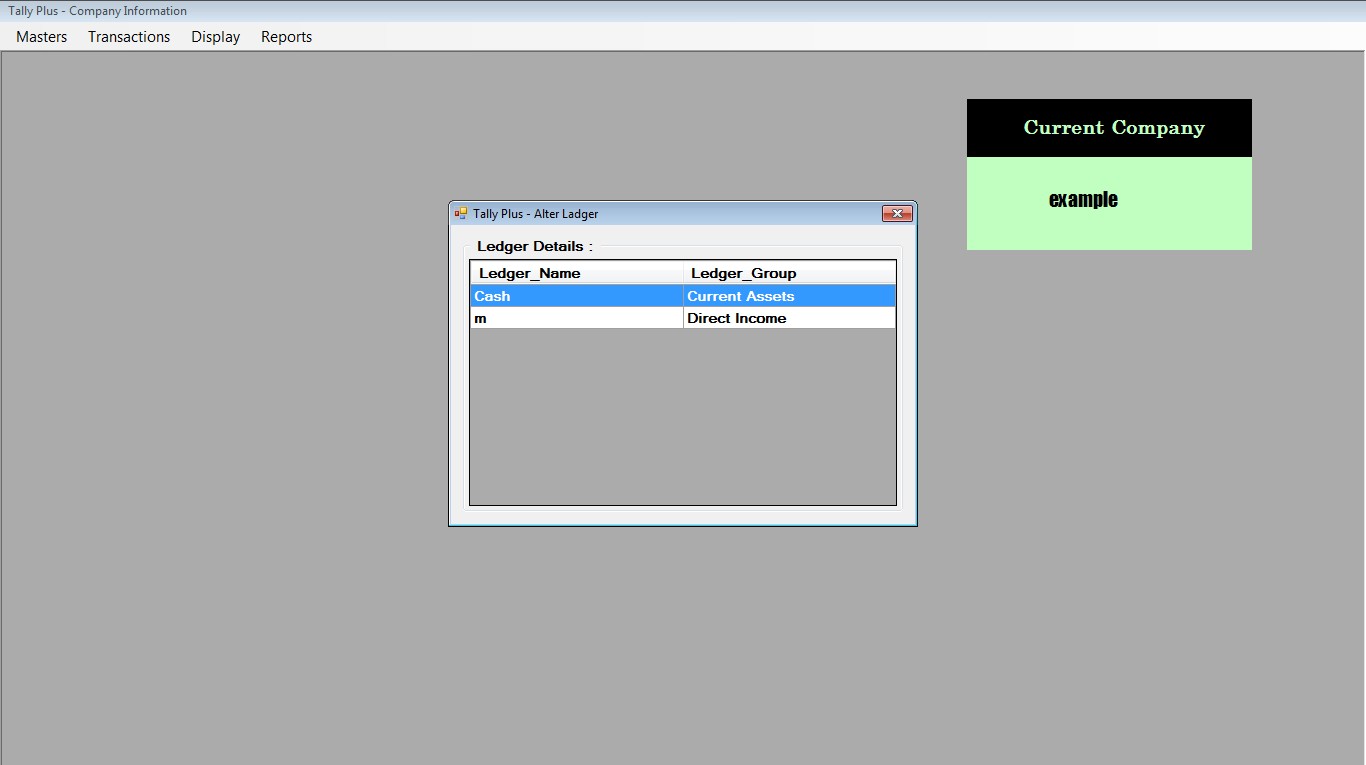 Tally Plus - Company Information
Masters Transactions Display Reports
Current Company
example
Tally Plus - Alter Ladger
Ledger Details :
Ledger_Name Ledger_Group
Cash Current Assets
m Direct Income